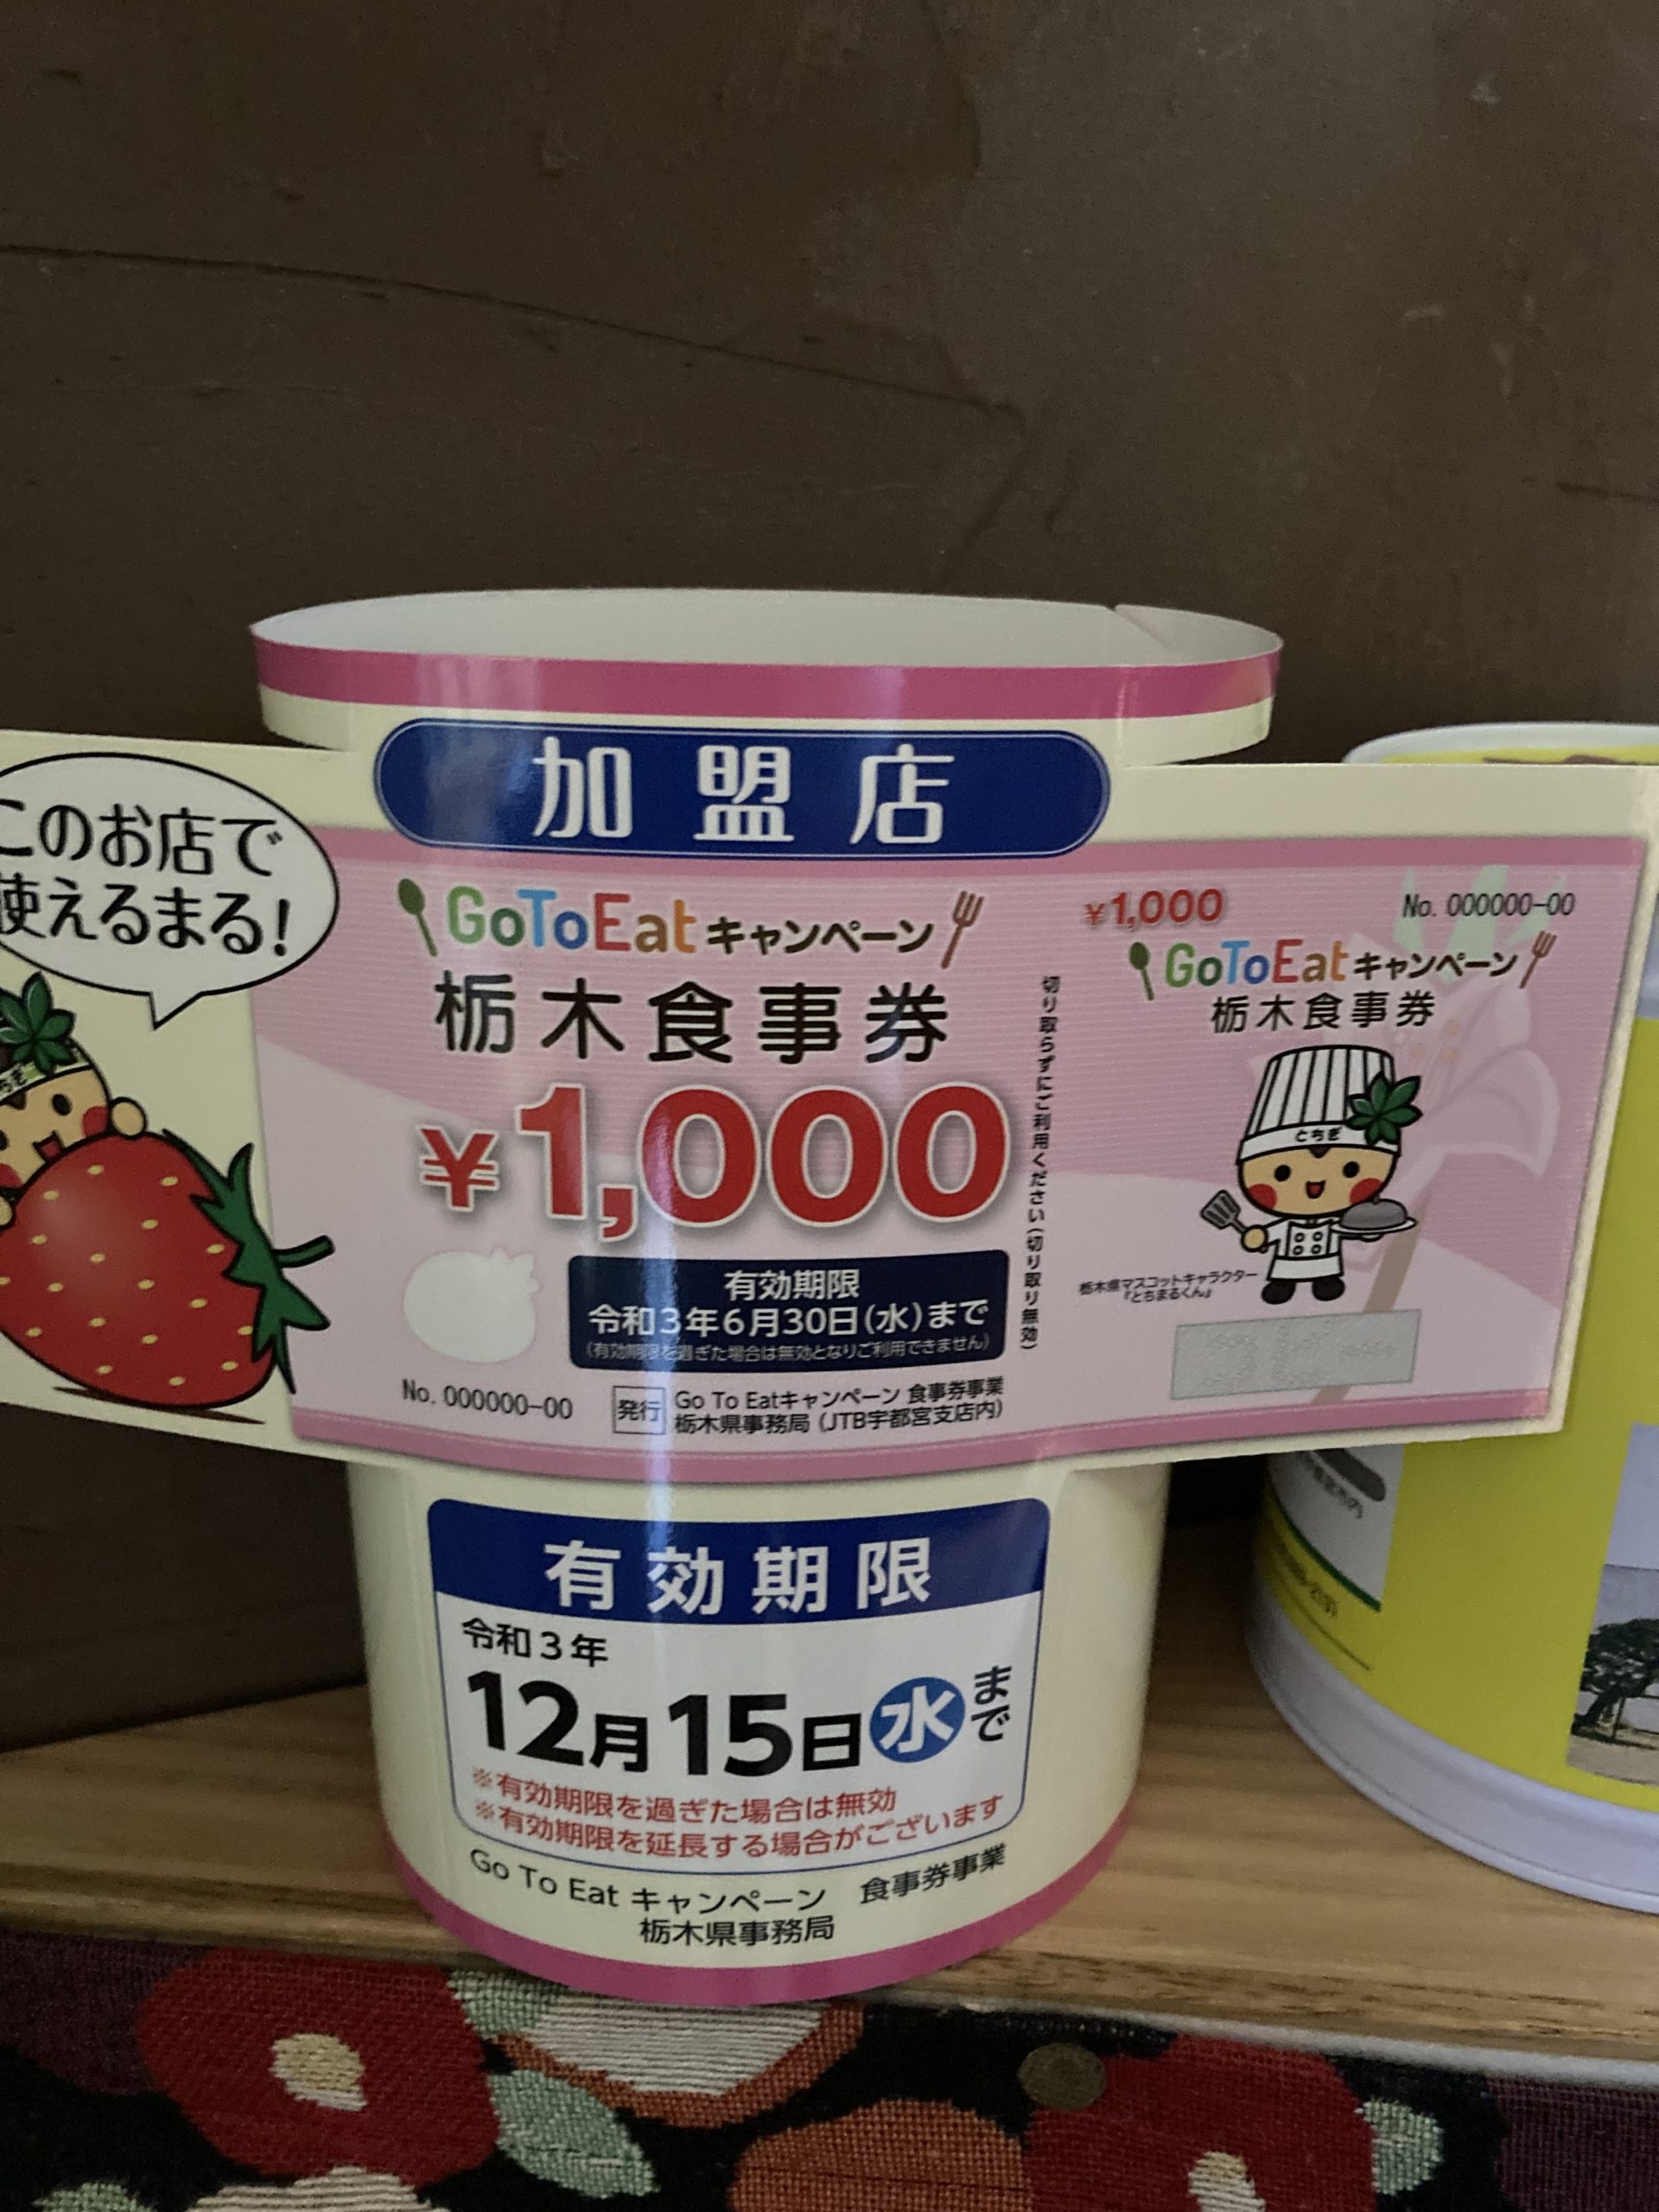 加盟店
このお店で
使えるまる!
GoToEatキャンペーン
栃木食事券
¥1,000
有効期限
令和3年6月30日(水)まで
(有効期限を過ぎた場合は無効となりご利用できません)
No. 000000-00
発行
Go To Eatキャンペーン 食事券事業
栃木県事務局 (JTB宇都宮支店内)
切り取らずにご利用ください(切り取り無効)
¥1,000
No. 000000-00
GoToEatキャンペーン
栃木食事券
とちぎ
栃木県マスコットキャラクター
『とちまるくん』
有効期限
令和3年
12月15日水まで
※有効期限を過ぎた場合は無効
※有効期限を延長する場合がございます
Go To Eat キャンペーン 食事券事業
栃木県事務局